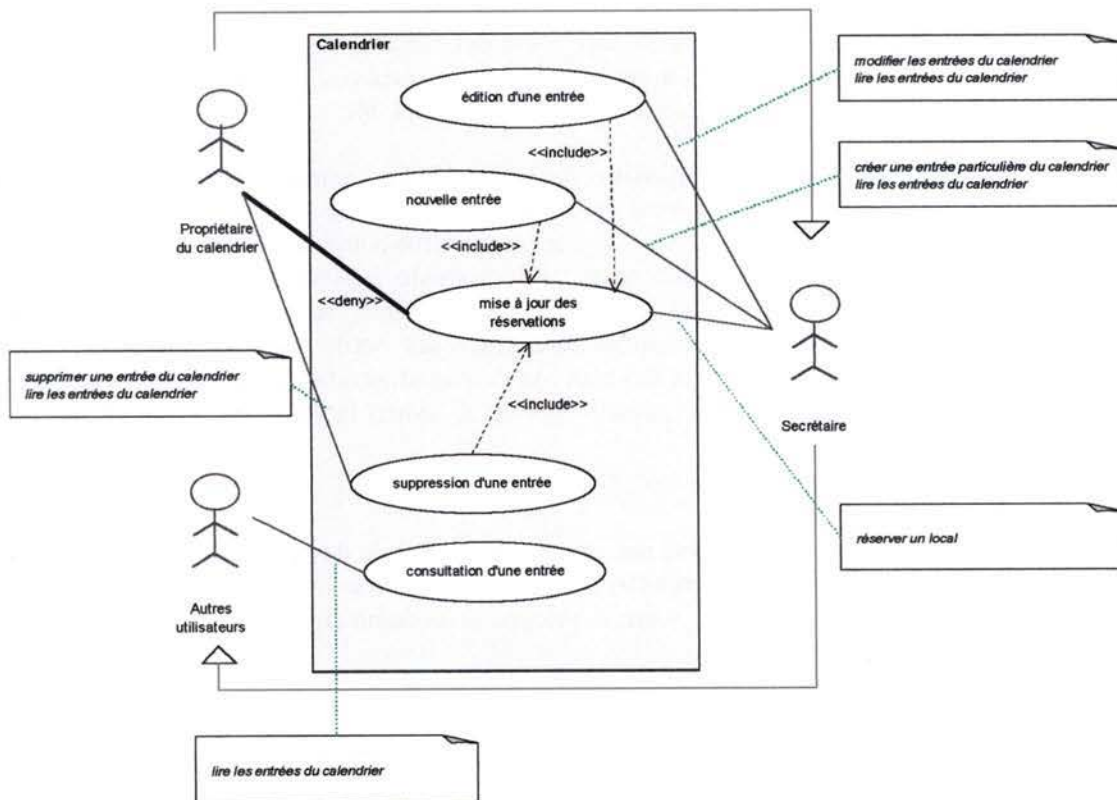 Calendrier
modifier les entrées du calendrier
lire les entrées du calendrier
édition d'une entrée
<<include>>
créer une entrée particulière du calendrier
lire les entrées du calendrier
nouvelle entrée
Propriétaire
du calendrier
<<include>>
<<deny>>
mise à jour des
réservations
supprimer une entrée du calendrier
lire les entrées du calendrier
<<include>>
Secrétaire
suppression d'une entrée
réserver un local
consultation d'une entrée
Autres
utilisateurs
lire les entrées du calendrier